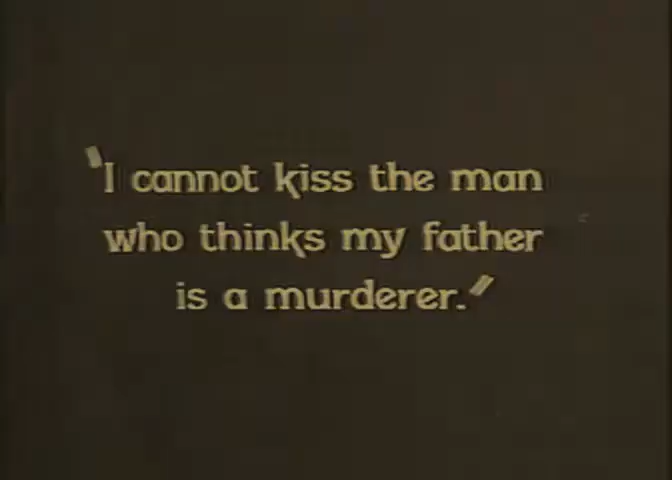 "I cannot kiss the man
who thinks my father
is a murderer."